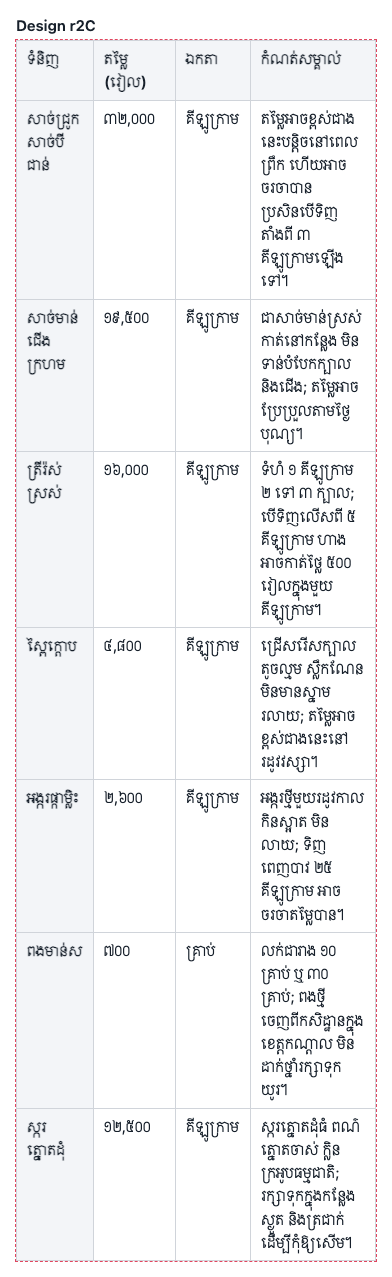 Design r2C
ទំនិញ
តម្លៃ
(រៀល)
ឯកតា
កំណត់សម្គាល់
សាច់ជ្រូក
សាច់បី
ជាន់
៣២,០០០
គីឡូក្រាម
តម្លៃអាចខ្ពស់ជាង
នេះបន្តិចនៅពេល
ព្រឹក ហើយអាច
ចរចាបាន
ប្រសិនបើទិញ
តាំងពី ៣
គីឡូក្រាមឡើង
ទៅ។
សាច់មាន់
ជើង
ក្រហម
១៩,៥០០
គីឡូក្រាម
ជាសាច់មាន់ស្រស់
កាត់នៅកន្លែង មិន
ទាន់បំបែកក្បាល
និងជើង; តម្លៃអាច
ប្រែប្រួលតាមថ្ងៃ
បុណ្យ។
ត្រីរ៉ស់
ស្រស់
១៦,០០០
គីឡូក្រាម
ទំហំ ១ គីឡូក្រាម
២ ទៅ ៣ ក្បាល;
បើទិញលើសពី ៥
គីឡូក្រាម ហាង
អាចកាត់ថ្លៃ ៥០០
រៀលក្នុងមួយ
គីឡូក្រាម។
ស្ពៃក្តោប
៤,៨០០
គីឡូក្រាម
ជ្រើសរើសក្បាល
តូចល្មម ស្លឹកណែន
មិនមានស្នាម
រលាយ; តម្លៃអាច
ខ្ពស់ជាងនេះនៅ
រដូវវស្សា។
អង្ករផ្កាម្លិះ
២,៦០០
គីឡូក្រាម
អង្ករថ្មីមួយរដូវកាល
កិនស្អាត មិន
លាយ; ទិញ
ពេញបាវ ២៥
គីឡូក្រាម អាច
ចរចាតម្លៃបាន។
ពងមាន់ស
៧០០
គ្រាប់
លក់ជារាង ១០
គ្រាប់ ឬ ៣០
គ្រាប់; ពងថ្មី
ចេញពីកសិដ្ឋានក្នុង
ខេត្តកណ្តាល មិន
ដាក់ថ្នាំរក្សាទុក
យូរ។
ស្ករ
ត្នោតដុំ
១២,៥០០
គីឡូក្រាម
ស្ករត្នោតដុំធំ ពណ៌
ត្នោតចាស់ ក្លិន
ក្រអូបធម្មជាតិ;
រក្សាទុកក្នុងកន្លែង
ស្ងួត និងត្រជាក់
ដើម្បីកុំឱ្យសើម។